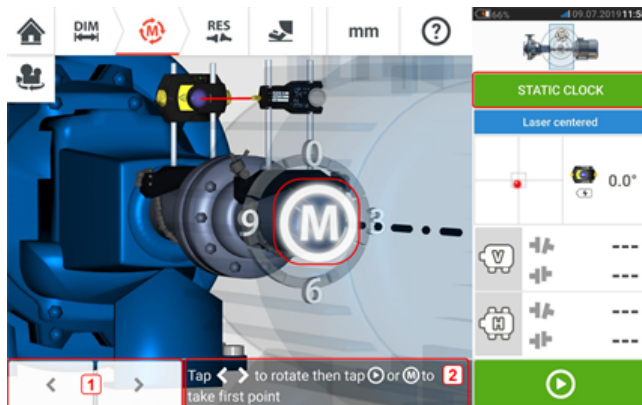 66% 09.07.2019 11:5
DIM
M
RES
mm
?
STATIC CLOCK
Laser centered
0
M
9
3
6
0.0°
V
---
---
H
---
---
< 1 >
Tap < > to rotate then tap or M to
take first point
2